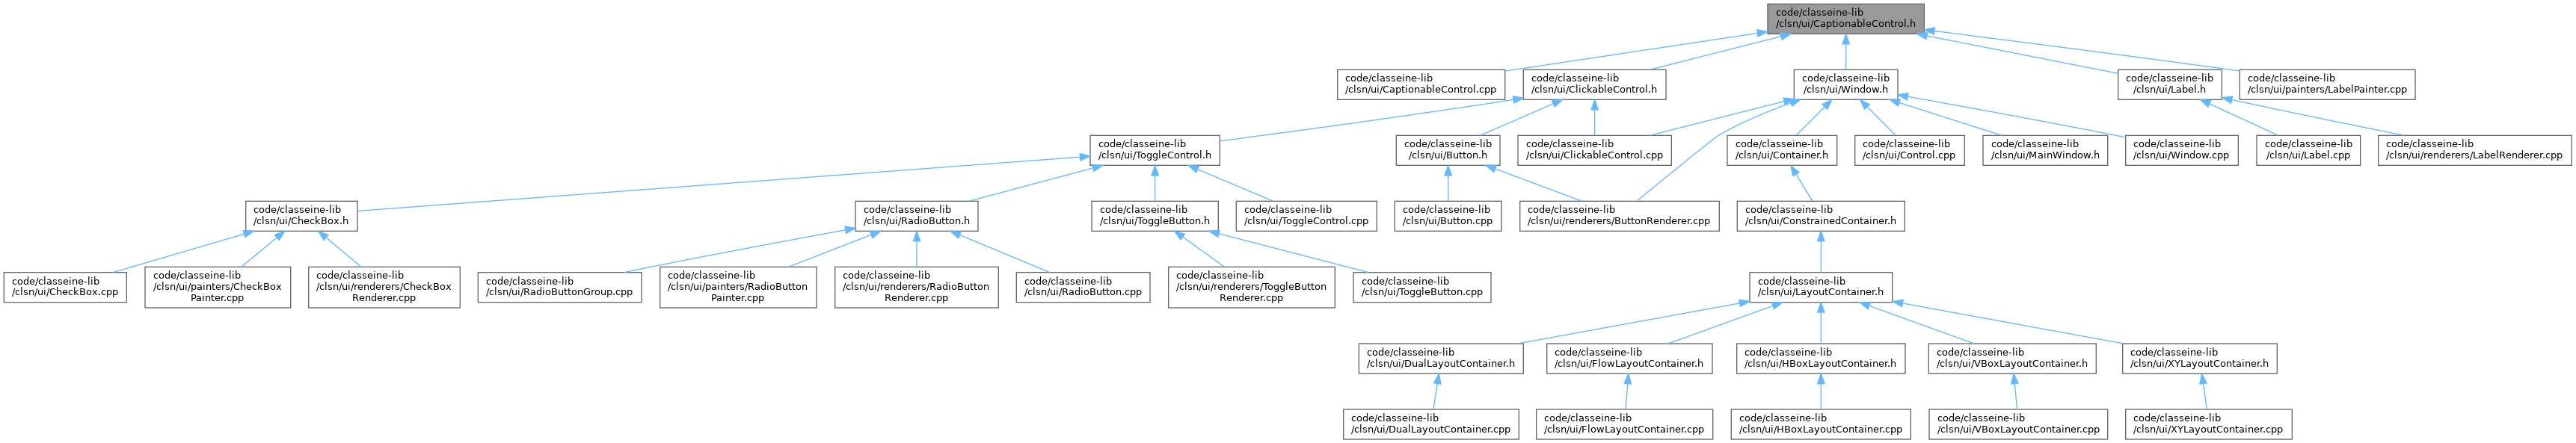 code/classeine-lib
/clsn/ui/CaptionableControl.h
code/classeine-lib
/clsn/ui/CaptionableControl.cpp
code/classeine-lib
/clsn/ui/ClickableControl.h
code/classeine-lib
/clsn/ui/Window.h
code/classeine-lib
/clsn/ui/Label.h
code/classeine-lib
/clsn/ui/painters/LabelPainter.cpp
code/classeine-lib
/clsn/ui/ToggleControl.h
code/classeine-lib
/clsn/ui/Button.h
code/classeine-lib
/clsn/ui/ClickableControl.cpp
code/classeine-lib
/clsn/ui/Container.h
code/classeine-lib
/clsn/ui/Control.cpp
code/classeine-lib
/clsn/ui/MainWindow.h
code/classeine-lib
/clsn/ui/Window.cpp
code/classeine-lib
/clsn/ui/Label.cpp
code/classeine-lib
/clsn/ui/renderers/LabelRenderer.cpp
code/classeine-lib
/clsn/ui/CheckBox.h
code/classeine-lib
/clsn/ui/RadioButton.h
code/classeine-lib
/clsn/ui/ToggleButton.h
code/classeine-lib
/clsn/ui/ToggleControl.cpp
code/classeine-lib
/clsn/ui/Button.cpp
code/classeine-lib
/clsn/ui/renderers/ButtonRenderer.cpp
code/classeine-lib
/clsn/ui/ConstrainedContainer.h
code/classeine-lib
/clsn/ui/CheckBox.cpp
code/classeine-lib
/clsn/ui/painters/CheckBox
Painter.cpp
code/classeine-lib
/clsn/ui/renderers/CheckBox
Renderer.cpp
code/classeine-lib
/clsn/ui/RadioButtonGroup.cpp
code/classeine-lib
/clsn/ui/painters/RadioButton
Painter.cpp
code/classeine-lib
/clsn/ui/renderers/RadioButton
Renderer.cpp
code/classeine-lib
/clsn/ui/RadioButton.cpp
code/classeine-lib
/clsn/ui/renderers/ToggleButton
Renderer.cpp
code/classeine-lib
/clsn/ui/ToggleButton.cpp
code/classeine-lib
/clsn/ui/LayoutContainer.h
code/classeine-lib
/clsn/ui/DualLayoutContainer.h
code/classeine-lib
/clsn/ui/FlowLayoutContainer.h
code/classeine-lib
/clsn/ui/HBoxLayoutContainer.h
code/classeine-lib
/clsn/ui/VBoxLayoutContainer.h
code/classeine-lib
/clsn/ui/XYLayoutContainer.h
code/classeine-lib
/clsn/ui/DualLayoutContainer.cpp
code/classeine-lib
/clsn/ui/FlowLayoutContainer.cpp
code/classeine-lib
/clsn/ui/HBoxLayoutContainer.cpp
code/classeine-lib
/clsn/ui/VBoxLayoutContainer.cpp
code/classeine-lib
/clsn/ui/XYLayoutContainer.cpp